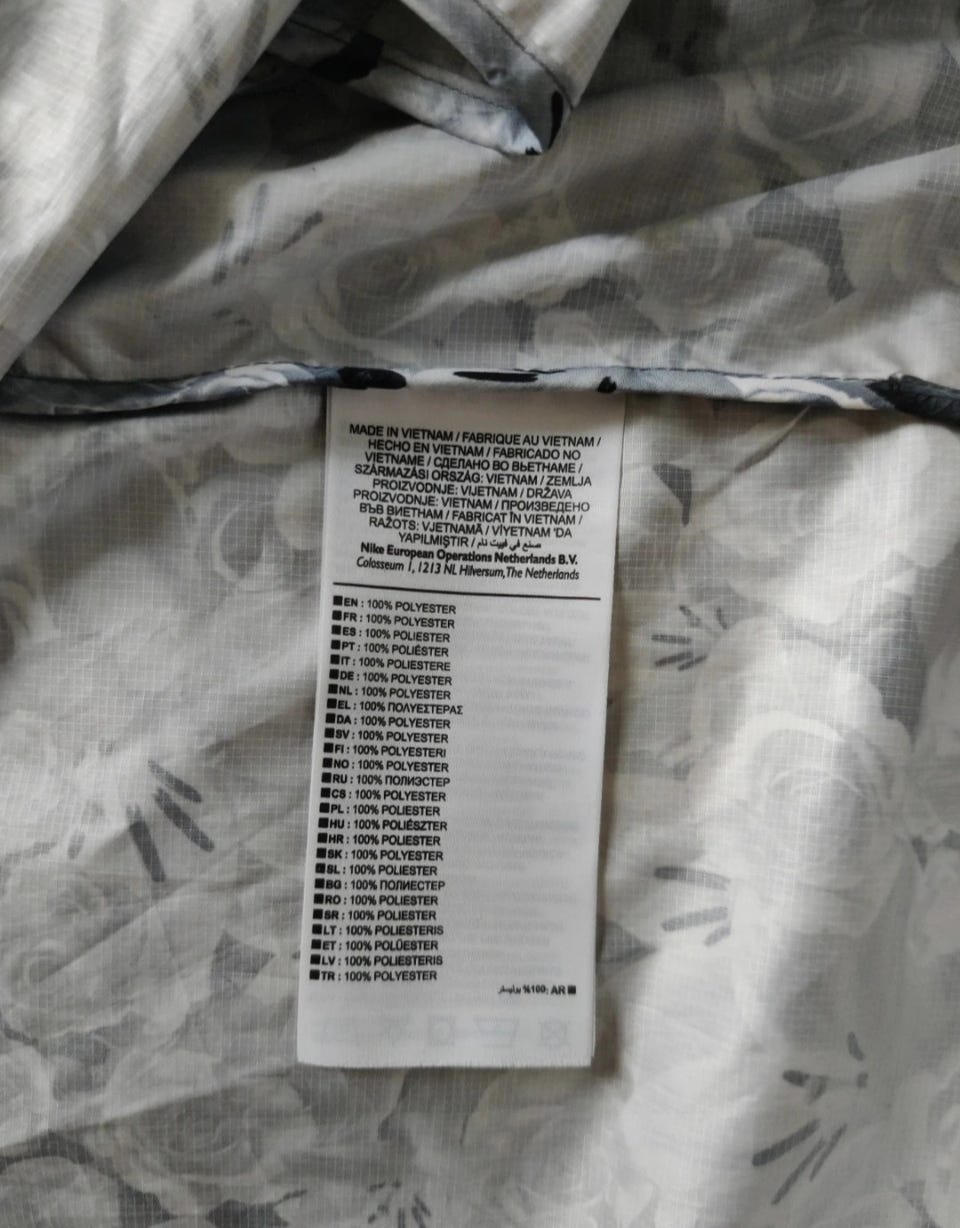 MADE IN VIETNAM / FABRIQUE AU VIETNAM /
HECHO EN VIETNAM / FABRICADO NO
VIETNAME / СДЕЛАНО ВО ВЬЕТНАМЕ /
SZÁRMAZÁSI ORSZÁG: VIETNAM / ZEMLJA
PROIZVODNJE: VIJETNAM / DRŽAVA
PROIZVODNJE: VIETNAM / ПРОИЗВЕДЕНО
ВЪВ ВИЕТНАМ / FABRICAT ÎN VIETNAM /
RAŽOTS: VJETNAMĀ / VİYETNAM 'DA
YAPILMIŞTIR / صنع في فييت نام
Nike European Operations Netherlands B.V.
Colosseum 1, 1213 NL Hilversum, The Netherlands
EN : 100% POLYESTER
FR : 100% POLYESTER
ES : 100% POLIESTER
PT : 100% POLIÉSTER
IT : 100% POLIESTERE
DE : 100% POLYESTER
NL : 100% POLYESTER
EL : 100% ΠΟΛΥΕΣΤΕΡΑΣ
DA : 100% POLYESTER
SV : 100% POLYESTER
FI : 100% POLYESTERI
NO : 100% POLYESTER
RU : 100% ПОЛИЭСТЕР
CS : 100% POLYESTER
PL : 100% POLIESTER
HU : 100% POLIÉSZTER
HR : 100% POLIESTER
SK : 100% POLYESTER
SL : 100% POLIESTER
BG : 100% ПОЛИЕСТЕР
RO : 100% POLIESTER
SR : 100% POLIESTER
LT : 100% POLIESTERIS
ET : 100% POLÜESTER
LV : 100% POLIESTERIS
TR : 100% POLYESTER
AR :100% بوليستر